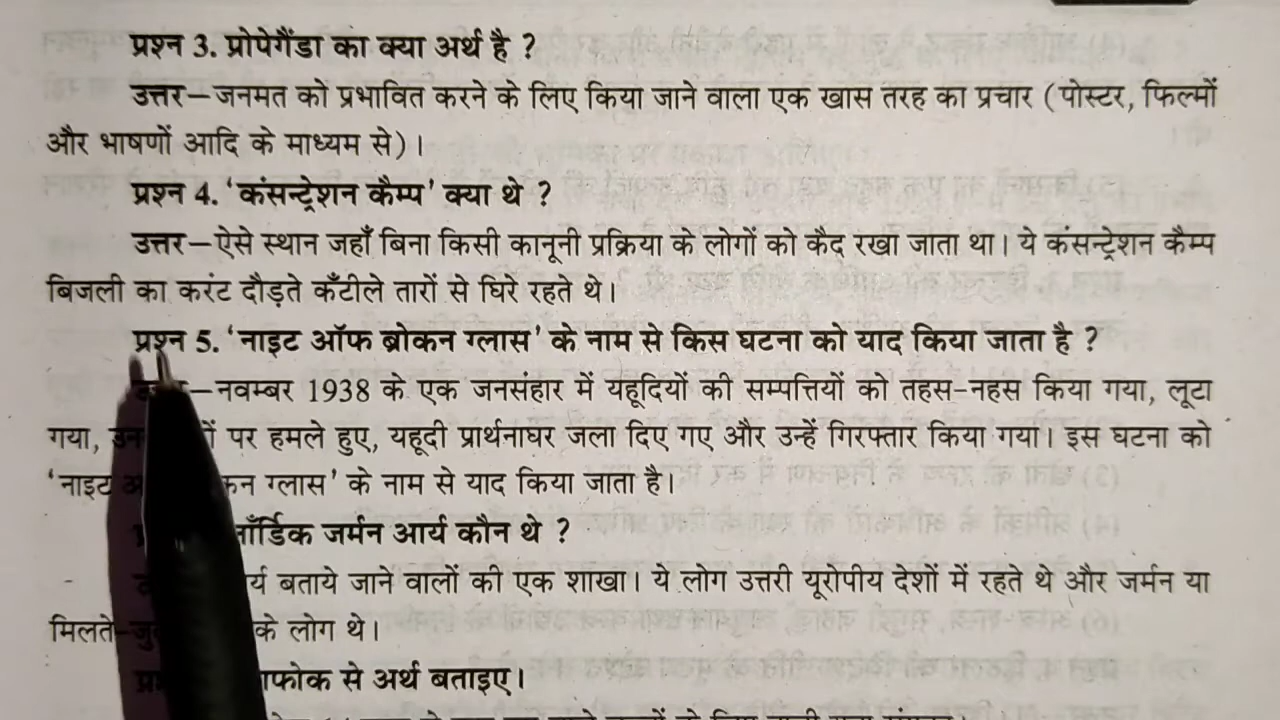 प्रश्न 3. प्रोपेगैंडा का क्या अर्थ है ?
उत्तर–जनमत को प्रभावित करने के लिए किया जाने वाला एक खास तरह का प्रचार (पोस्टर, फिल्मों
और भाषणों आदि के माध्यम से)।
प्रश्न 4. ‘कंसन्ट्रेशन कैम्प’ क्या थे ?
उत्तर–ऐसे स्थान जहाँ बिना किसी कानूनी प्रक्रिया के लोगों को कैद रखा जाता था। ये कंसन्ट्रेशन कैम्प
बिजली का करंट दौड़ते कँटीले तारों से घिरे रहते थे।
प्रश्न 5. ‘नाइट ऑफ ब्रोकन ग्लास’ के नाम से किस घटना को याद किया जाता है ?
–नवम्बर 1938 के एक जनसंहार में यहूदियों की सम्पत्तियों को तहस-नहस किया गया, लूटा
गया, पर हमले हुए, यहूदी प्रार्थनाघर जला दिए गए और उन्हें गिरफ्तार किया गया। इस घटना को
‘नाइट ग्लास’ के नाम से याद किया जाता है।
नॉर्डिक जर्मन आर्य कौन थे ?
बताये जाने वालों की एक शाखा। ये लोग उत्तरी यूरोपीय देशों में रहते थे और जर्मन या
मिलते के लोग थे।
से अर्थ बताइए।